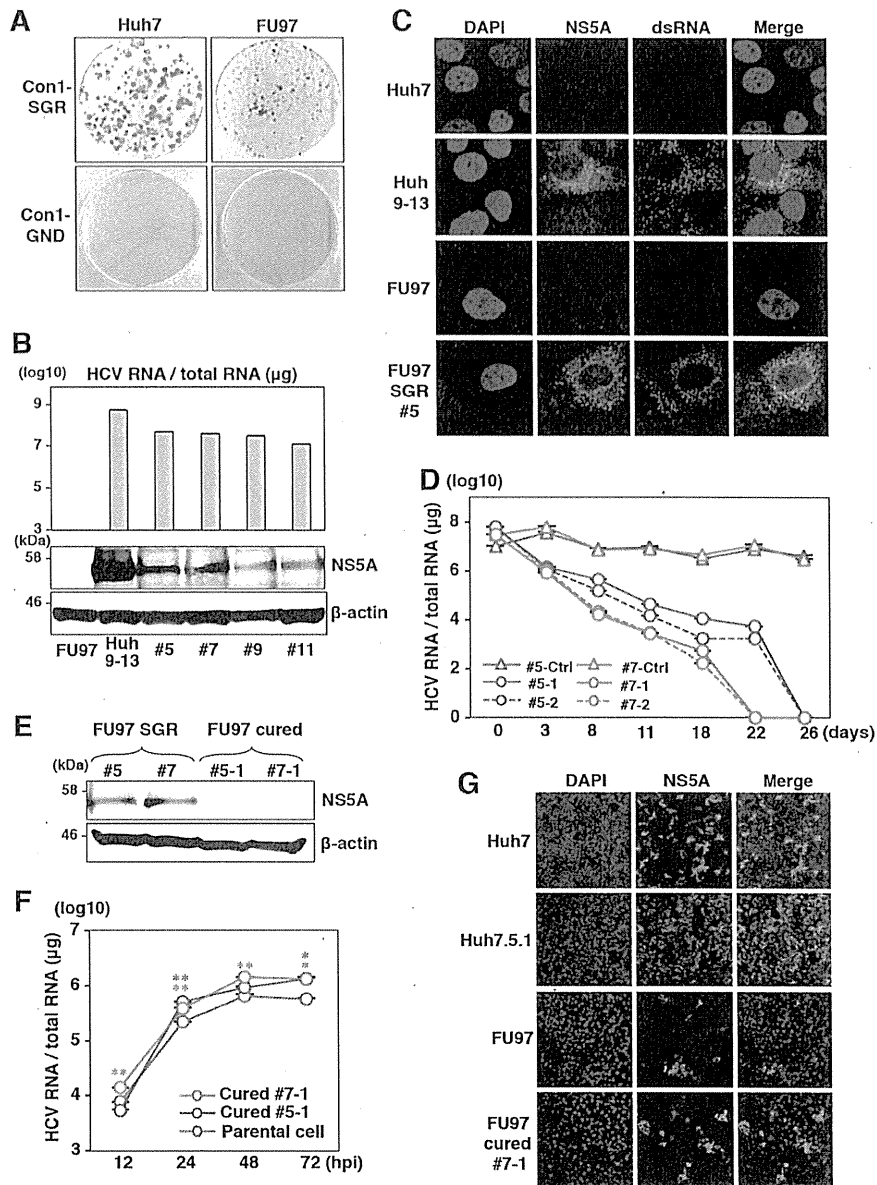 A
Huh7 FU97
Con1-
SGR
Con1-
GND
B
(log10) HCV RNA / total RNA (µg)
9
7
5
3
(kDa)
58
NS5A
46
β-actin
FU97 Huh 9-13 #5 #7 #9 #11
C
DAPI NS5A dsRNA Merge
Huh7
Huh
9-13
FU97
FU97
SGR
#5
D
(log10)
HCV RNA / total RNA (µg)
8
6
4
2
0
#5-Ctrl #7-Ctrl
#5-1 #7-1
#5-2 #7-2
0 3 8 11 18 22 26 (days)
E
FU97 SGR FU97 cured
(kDa) #5 #7 #5-1 #7-1
58
NS5A
46
β-actin
F
(log10)
HCV RNA / total RNA (µg)
7
6
5
4
3
** ** ** ** * *
Cured #7-1
Cured #5-1
Parental cell
12 24 48 72 (hpi)
G
DAPI NS5A Merge
Huh7
Huh7.5.1
FU97
FU97
cured
#7-1